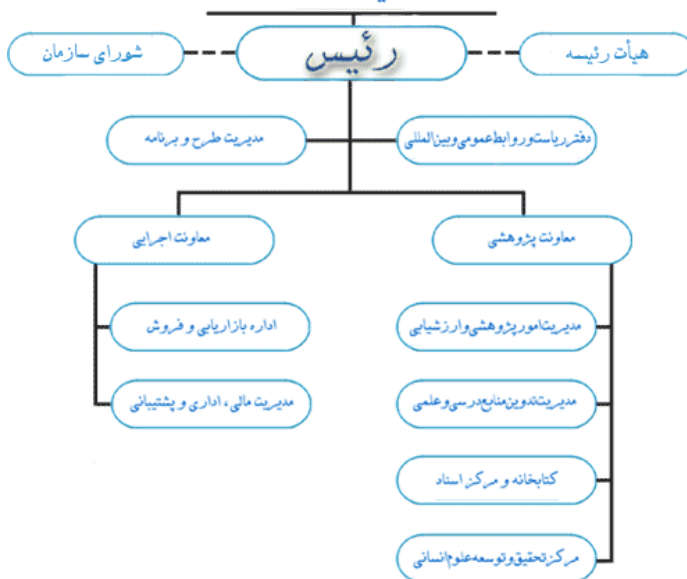 هیأت رئیسه
رئیس
شورای سازمان
دفتر ریاست و روابط عمومی و بین المللی
مدیریت طرح و برنامه
معاونت پژوهشی
معاونت اجرایی
مدیریت امور پژوهشی و ارزشیابی
اداره بازاریابی و فروش
مدیریت تدوین منابع درسی و علمی
مدیریت مالی، اداری و پشتیبانی
کتابخانه و مرکز اسناد
مرکز تحقیق و توسعه علوم انسانی